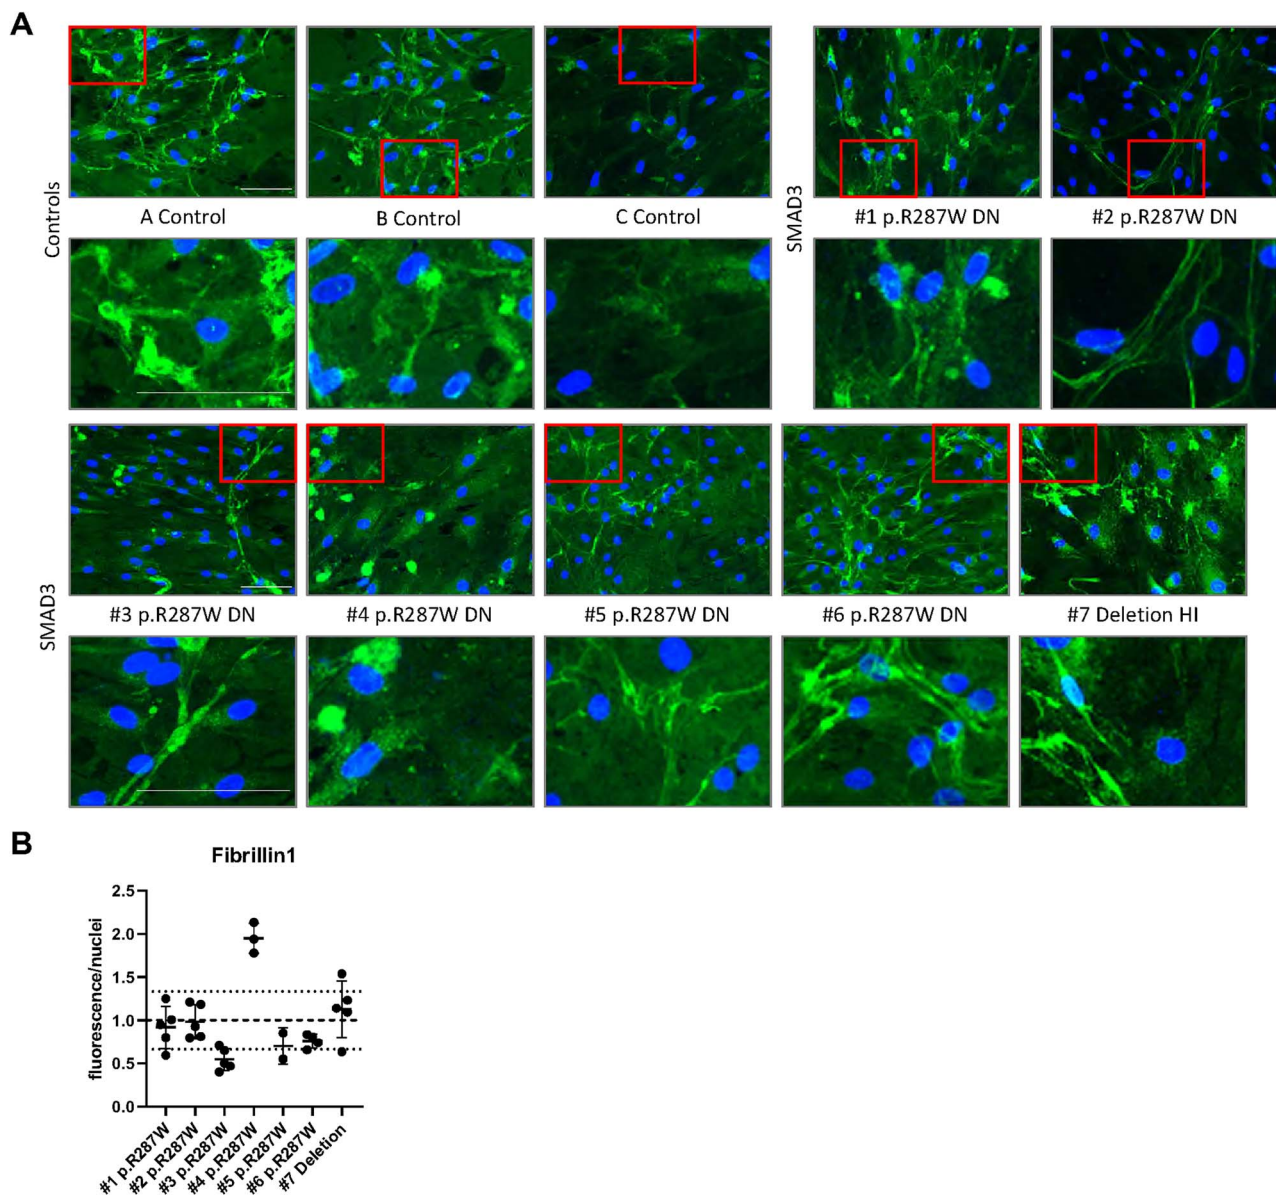 A
Controls
A Control
B Control
C Control
SMAD3
#1 p.R287W DN
#2 p.R287W DN
SMAD3
#3 p.R287W DN
#4 p.R287W DN
#5 p.R287W DN
#6 p.R287W DN
#7 Deletion HI
B
Fibrillin1
fluorescence/nuclei
2.5
2.0
1.5
1.0
0.5
0.0
#1 p.R287W
#2 p.R287W
#3 p.R287W
#4 p.R287W
#5 p.R287W
#6 p.R287W
#7 Deletion